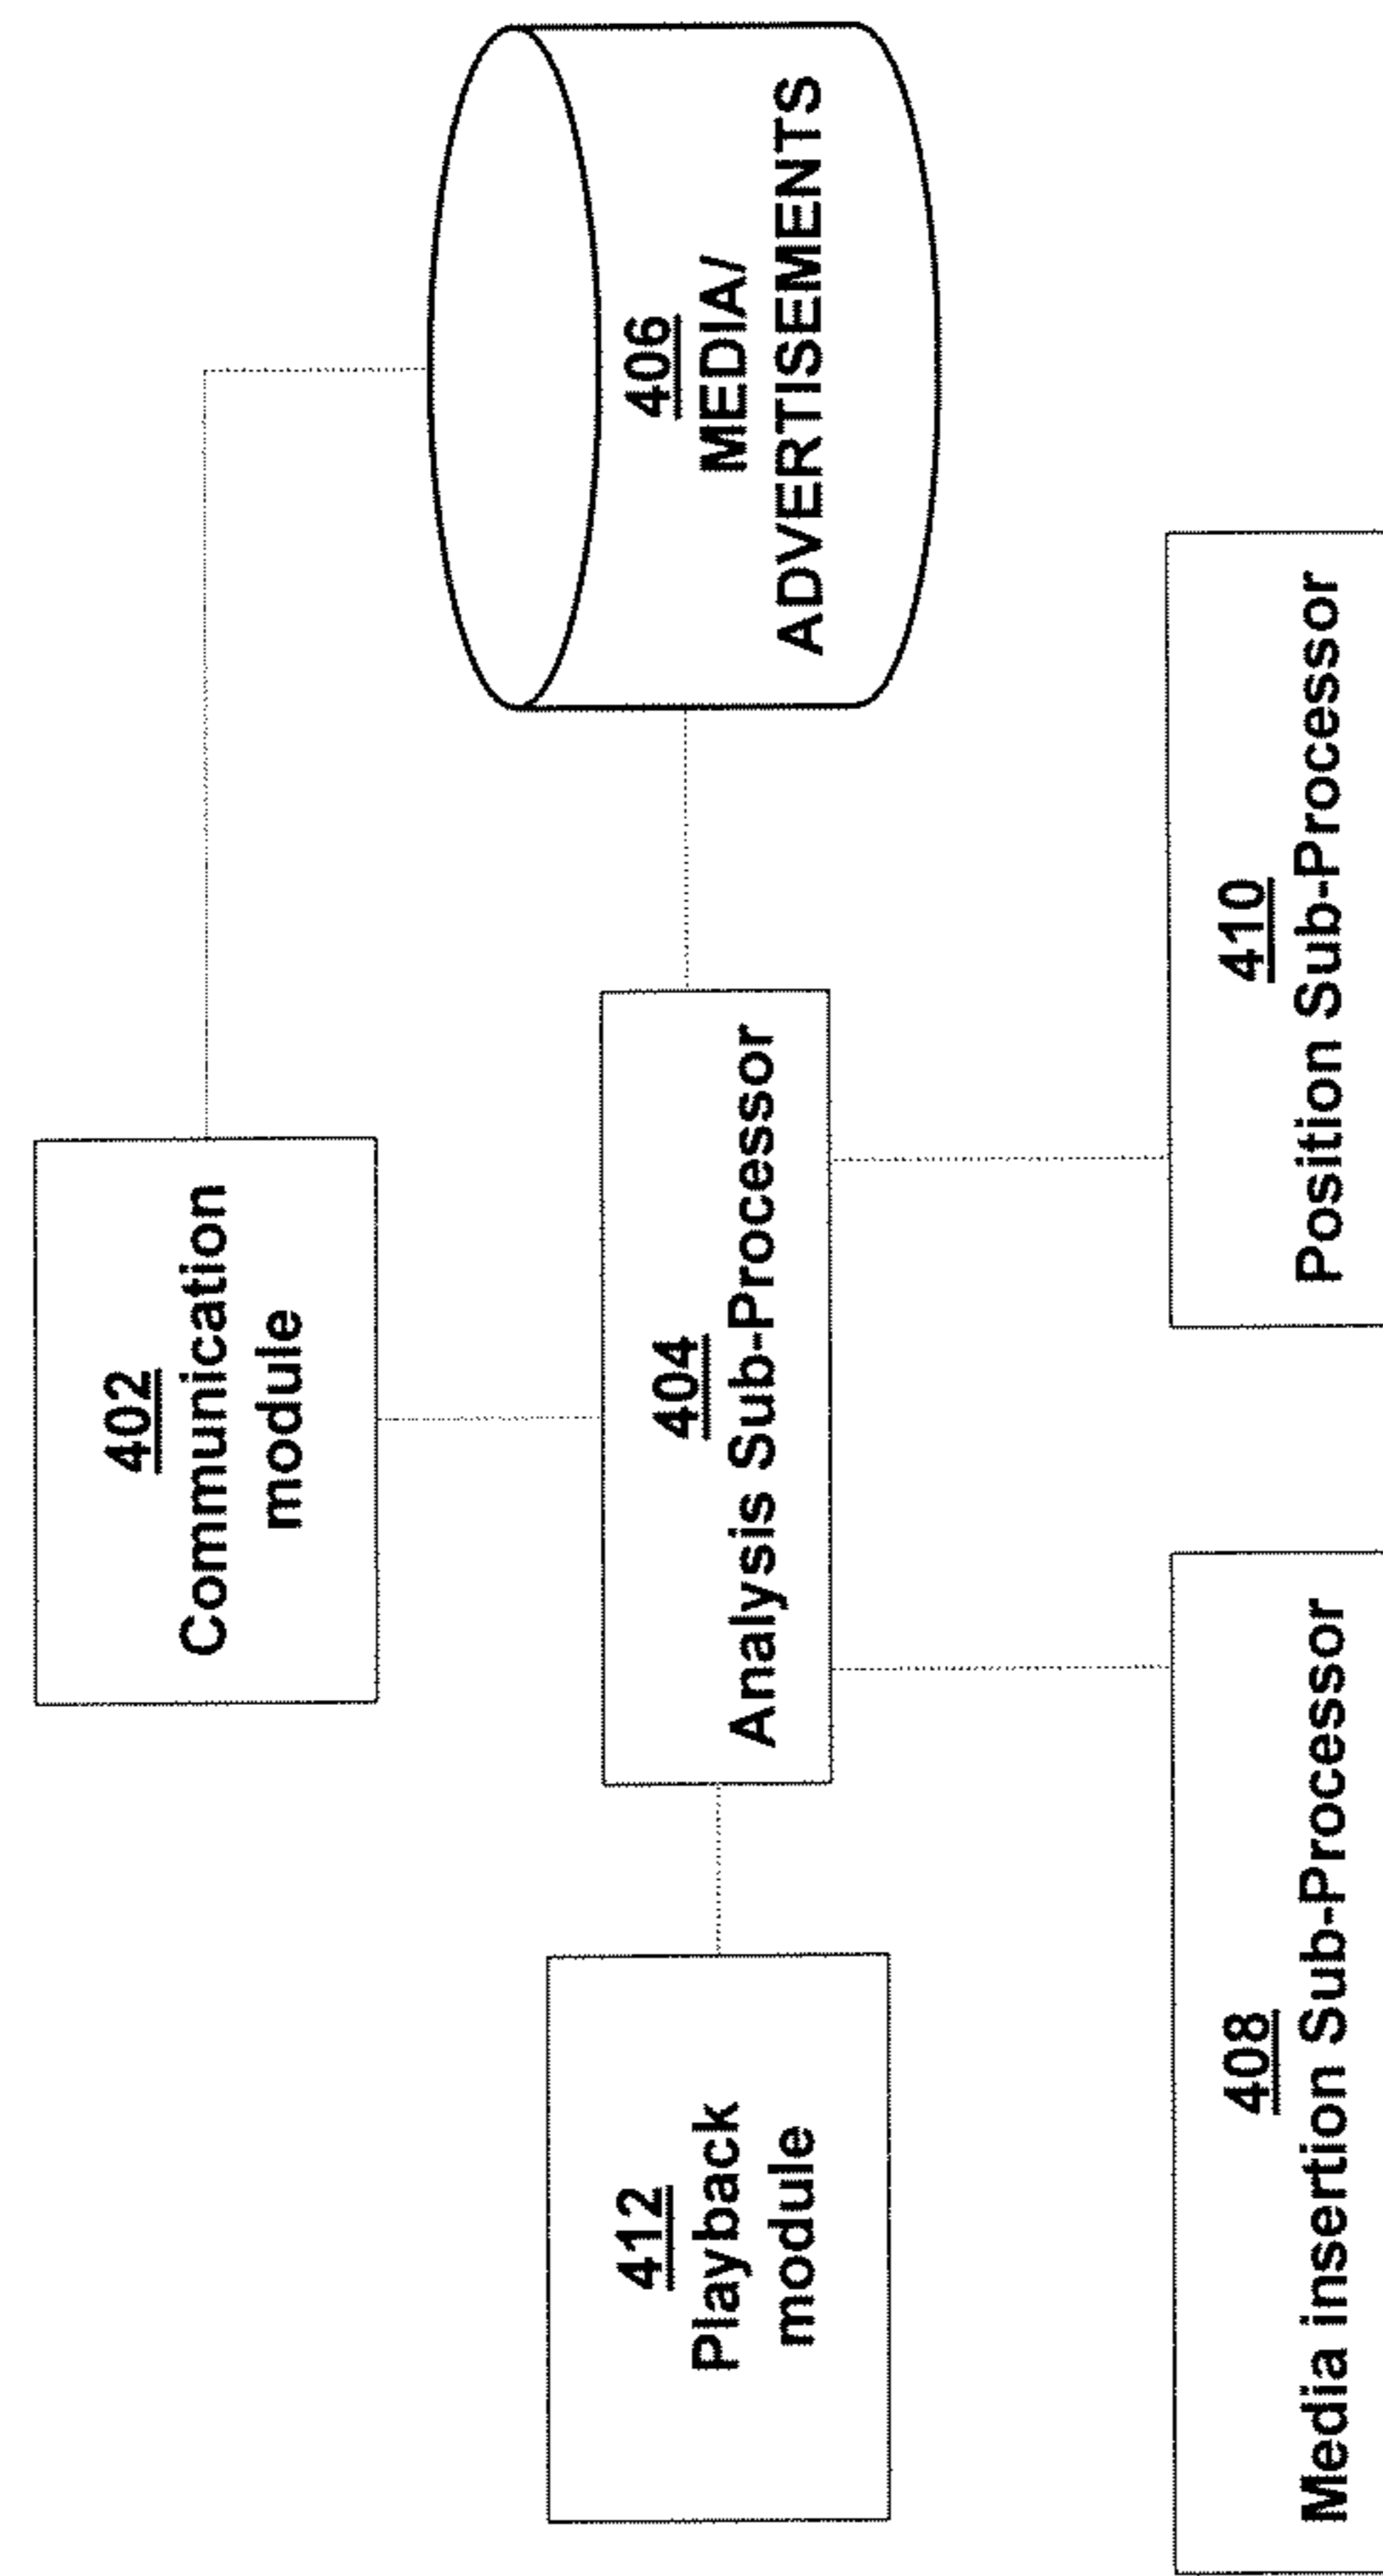 402
Communication
module
412
Playback
module
404
Analysis Sub-Processor
406
MEDIA/
ADVERTISEMENTS
408
Media insertion Sub-Processor
410
Position Sub-Processor